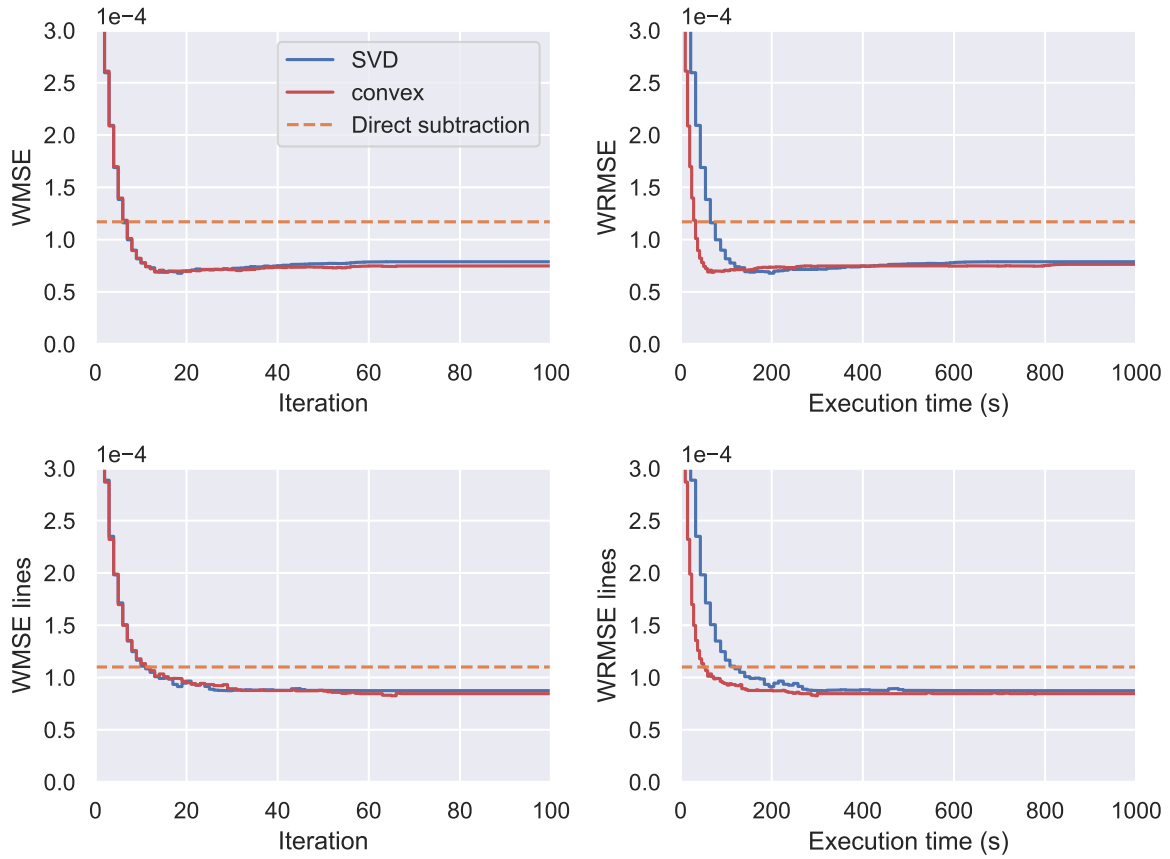 1e−4
3.0
2.5
2.0
1.5
1.0
0.5
0.0
WMSE
SVD
convex
Direct subtraction
0 20 40 60 80 100
Iteration
1e−4
3.0
2.5
2.0
1.5
1.0
0.5
0.0
WRMSE
0 200 400 600 800 1000
Execution time (s)
1e−4
3.0
2.5
2.0
1.5
1.0
0.5
0.0
WMSE lines
0 20 40 60 80 100
Iteration
1e−4
3.0
2.5
2.0
1.5
1.0
0.5
0.0
WRMSE lines
0 200 400 600 800 1000
Execution time (s)